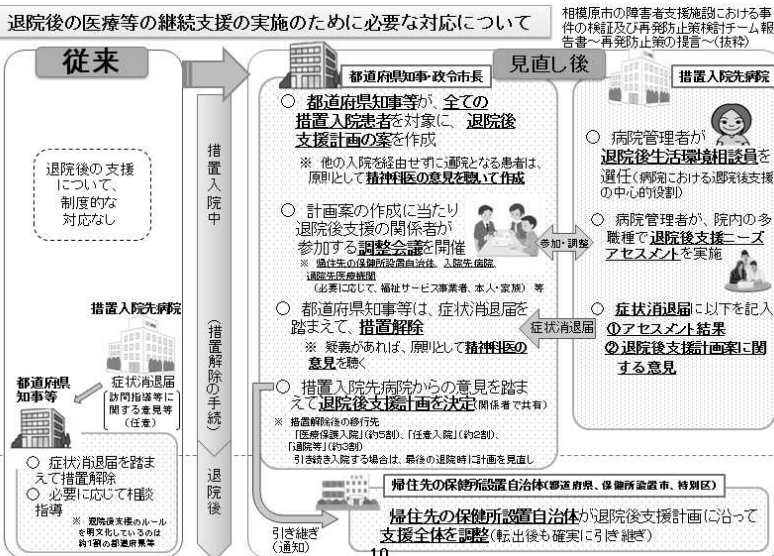 退院後の医療等の継続支援の実施のために必要な対応について
相模原市の障害者支援施設における事
件の検証及び再発防止策検討チーム報
告書～再発防止策の提言～(抜粋)
従来
退院後の支援
について、
制度的な
対応なし
措置入院先病院
症状消退届
訪問指導等に
関する意見等
(任意)
都道府県
知事等
○ 症状消退届を踏ま
えて措置解除
○ 必要に応じて相談
指導
※ 退院後支援のルール
を明文化しているのは
約1割の都道府県等
措置入院中
(措置解除の手続)
退院後
見直し後
都道府県知事・政令市長
○ 都道府県知事等が、全ての
措置入院患者を対象に、退院後
支援計画の案を作成
※ 他の入院を経由せずに通院となる患者は、
原則として精神科医の意見を聴いて作成
○ 計画案の作成に当たり
退院後支援の関係者が
参加する調整会議を開催
※ 帰住先の保健所設置自治体、入院先病院、
通院先医療機関
(必要に応じて、福祉サービス事業者、本人・家族) 等
○ 都道府県知事等は、症状消退届を
踏まえて、措置解除
※ 疑義があれば、原則として精神科医の
意見を聴く
○ 措置入院先病院からの意見を踏ま
えて退院後支援計画を決定(関係者で共有)
※ 措置解除後の移行先
「医療保護入院」(約5割)、「任意入院」(約2割)、
「通院等」(約3割)
引き続き入院する場合は、最後の退院時に計画を見直し
参加・調整
症状消退届
措置入院先病院
○ 病院管理者が
退院後生活環境相談員を
選任(病院における退院後支援
の中心的役割)
○ 病院管理者が、院内の多
職種で退院後支援ニーズ
アセスメントを実施
○ 症状消退届に以下を記入
①アセスメント結果
②退院後支援計画案に関
する意見
引き継ぎ
(通知)
帰住先の保健所設置自治体(都道府県、保健所設置市、特別区)
帰住先の保健所設置自治体が退院後支援計画に沿って
支援全体を調整(転出後も確実に引き継ぎ)
10